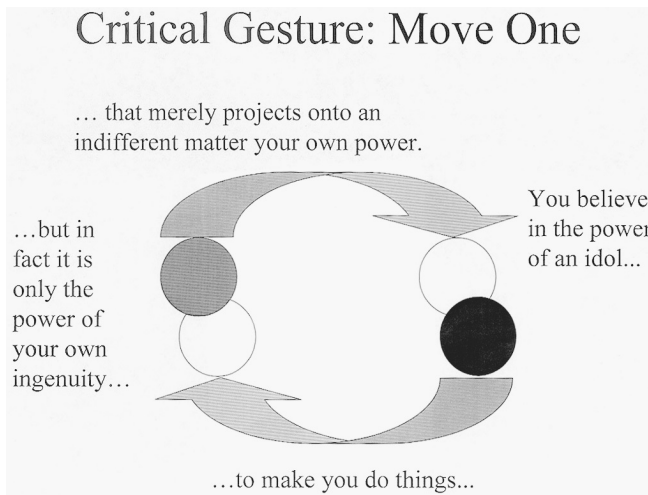 Critical Gesture: Move One
… that merely projects onto an
indifferent matter your own power.
You believe
in the power
of an idol...
…but in
fact it is
only the
power of
your own
ingenuity…
…to make you do things...